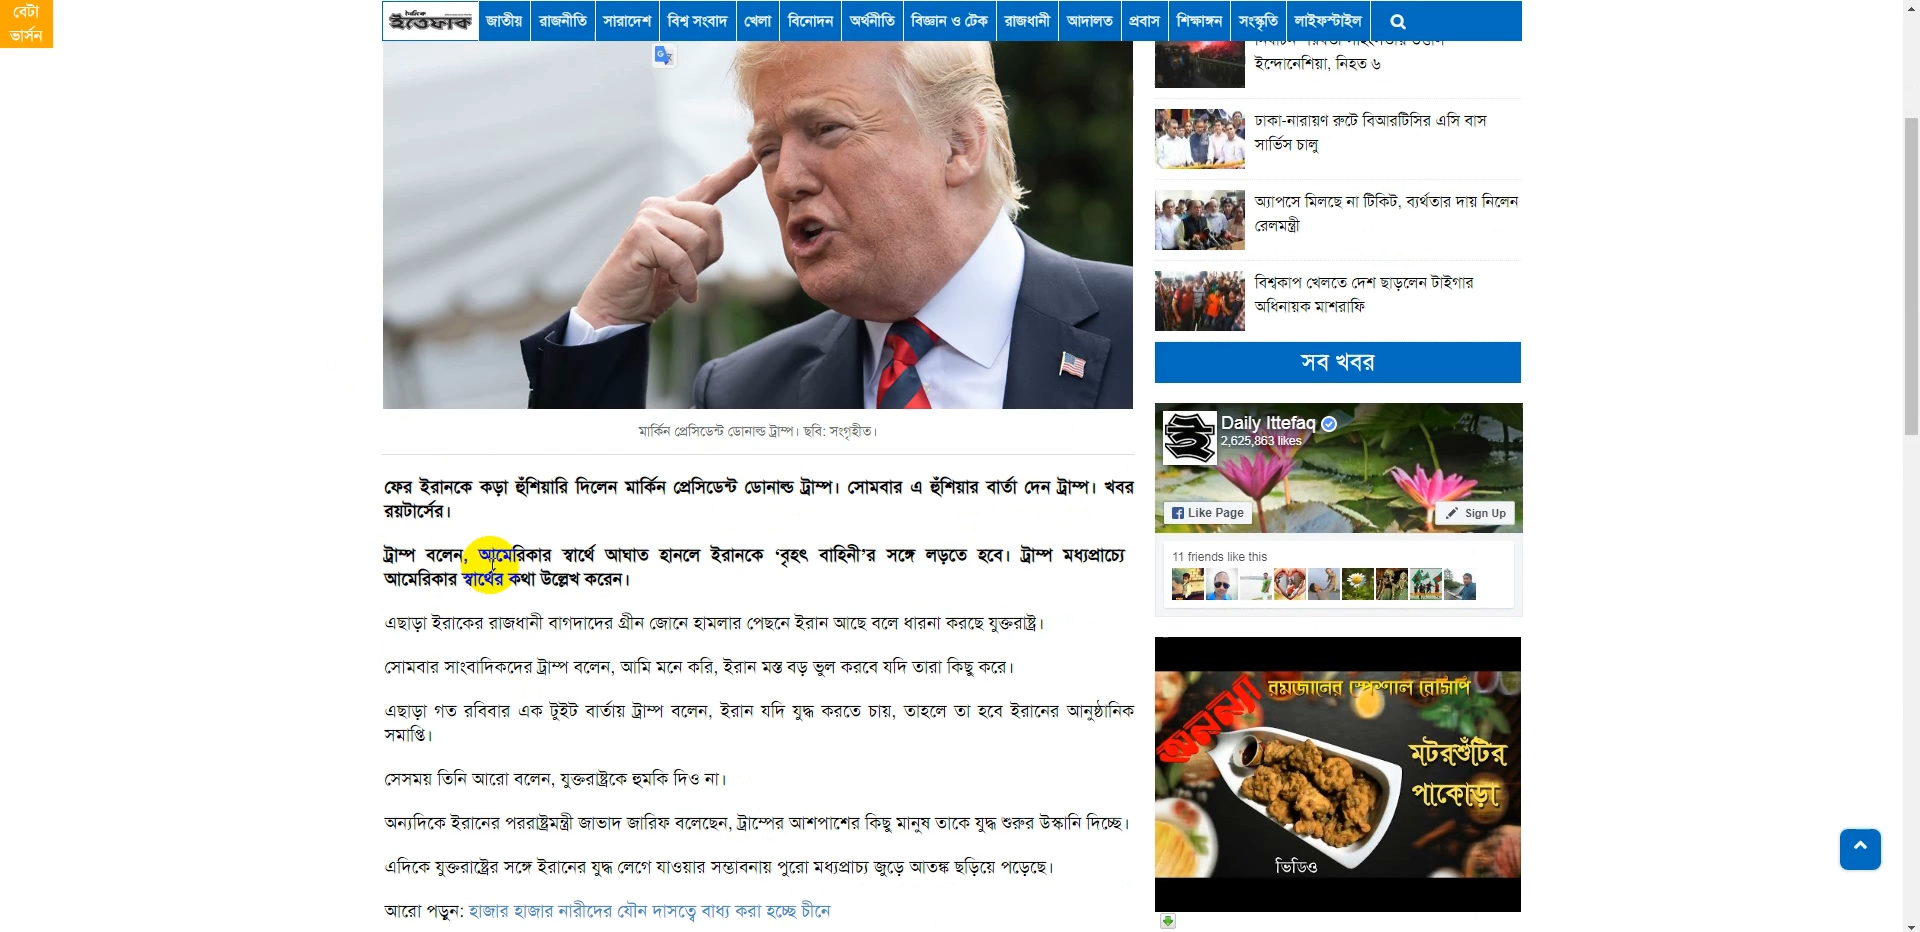 বেটা
ভার্সন
দৈনিক
ইত্তেফাক
জাতীয়
রাজনীতি
সারাদেশ
বিশ্ব সংবাদ
খেলা
বিনোদন
অর্থনীতি
বিজ্ঞান ও টেক
রাজধানী
আদালত
প্রবাস
শিক্ষাঙ্গন
সংস্কৃতি
লাইফস্টাইল
মার্কিন প্রেসিডেন্ট ডোনাল্ড ট্রাম্প। ছবি: সংগৃহীত।
ফের ইরানকে কড়া হুঁশিয়ারি দিলেন মার্কিন প্রেসিডেন্ট ডোনাল্ড ট্রাম্প। সোমবার এ হুঁশিয়ার বার্তা দেন ট্রাম্প। খবর
রয়টার্সের।
ট্রাম্প বলেন, আমেরিকার স্বার্থে আঘাত হানলে ইরানকে ‘বৃহৎ বাহিনী’র সঙ্গে লড়তে হবে। ট্রাম্প মধ্যপ্রাচ্যে
আমেরিকার স্বার্থের কথা উল্লেখ করেন।
এছাড়া ইরাকের রাজধানী বাগদাদের গ্রীন জোনে হামলার পেছনে ইরান আছে বলে ধারনা করছে যুক্তরাষ্ট্র।
সোমবার সাংবাদিকদের ট্রাম্প বলেন, আমি মনে করি, ইরান মস্ত বড় ভুল করবে যদি তারা কিছু করে।
এছাড়া গত রবিবার এক টুইট বার্তায় ট্রাম্প বলেন, ইরান যদি যুদ্ধ করতে চায়, তাহলে তা হবে ইরানের আনুষ্ঠানিক
সমাপ্তি।
সেসময় তিনি আরো বলেন, যুক্তরাষ্ট্রকে হুমকি দিও না।
অন্যদিকে ইরানের পররাষ্ট্রমন্ত্রী জাভাদ জারিফ বলেছেন, ট্রাম্পের আশপাশের কিছু মানুষ তাকে যুদ্ধ শুরুর উস্কানি দিচ্ছে।
এদিকে যুক্তরাষ্ট্রের সঙ্গে ইরানের যুদ্ধ লেগে যাওয়ার সম্ভাবনায় পুরো মধ্যপ্রাচ্য জুড়ে আতঙ্ক ছড়িয়ে পড়েছে।
আরো পড়ুন: হাজার হাজার নারীদের যৌন দাসত্বে বাধ্য করা হচ্ছে চীনে
ইন্দোনেশিয়া, নিহত ৬
ঢাকা-নারায়ণ রুটে বিআরটিসির এসি বাস
সার্ভিস চালু
অ্যাপসে মিলছে না টিকিট, ব্যর্থতার দায় নিলেন
রেলমন্ত্রী
বিশ্বকাপ খেলতে দেশ ছাড়লেন টাইগার
অধিনায়ক মাশরাফি
সব খবর
Daily Ittefaq
2,625,863 likes
Like Page
Sign Up
11 friends like this
অনন্যা
রমজানের স্পেশাল রেসিপি
মটরশুঁটির
পাকোড়া
ভিডিও